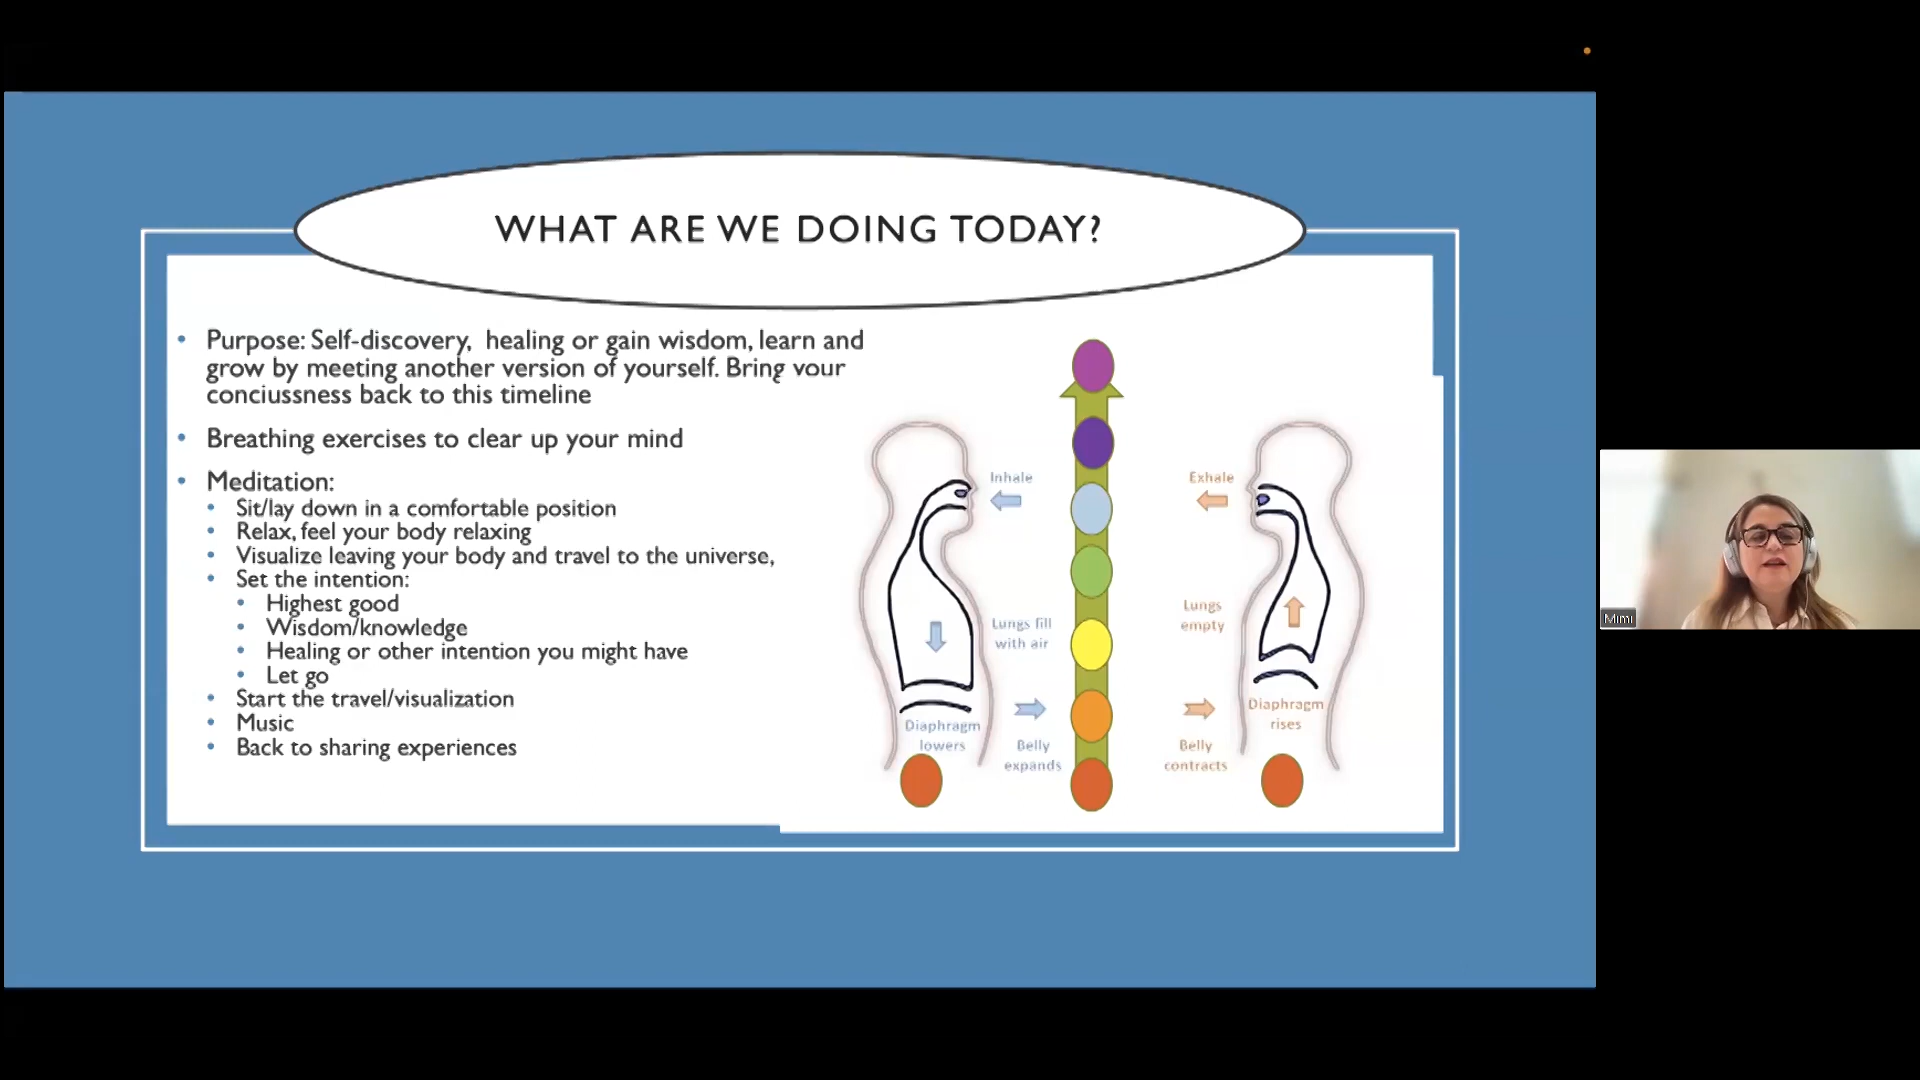 WHAT ARE WE DOING TODAY?
Purpose: Self-discovery, healing or gain wisdom, learn and
grow by meeting another version of yourself. Bring your
conciussness back to this timeline
Breathing exercises to clear up your mind
Meditation:
Sit/lay down in a comfortable position
Relax, feel your body relaxing
Visualize leaving your body and travel to the universe,
Set the intention:
Highest good
Wisdom/knowledge
Healing or other intention you might have
Let go
Start the travel/visualization
Music
Back to sharing experiences
Inhale
Lungs fill
with air
Diaphragm
lowers
Belly
expands
Exhale
Lungs
empty
Diaphragm
rises
Belly
contracts
Mimi